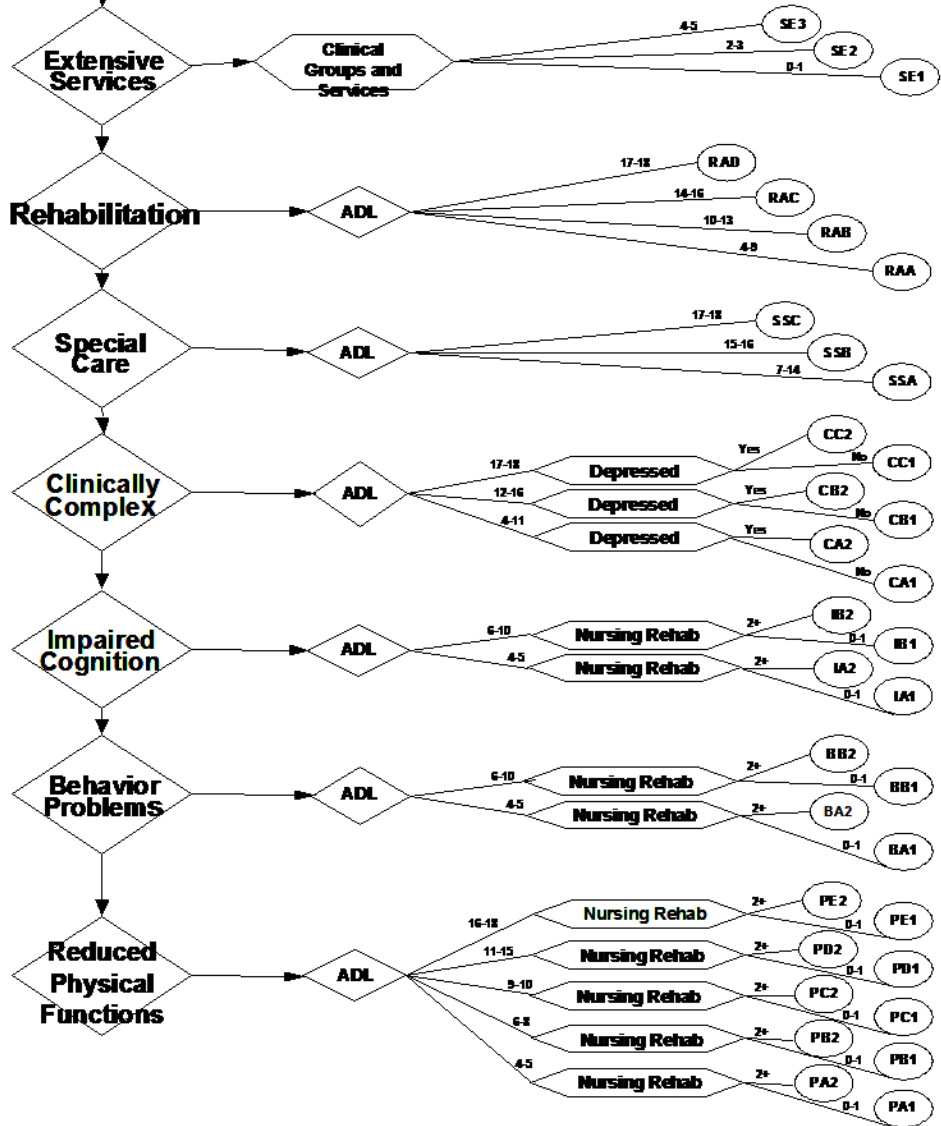 Extensive
Services
Clinical
Groups and
Services
4-5
SE3
2-3
SE2
0-1
SE1
Rehabilitation
ADL
17-18
RAD
14-16
RAC
10-13
RAB
4-9
RAA
Special
Care
ADL
17-18
SSC
15-16
SSB
7-14
SSA
Clinically
Complex
ADL
17-18
Depressed
Yes
CC2
No
CC1
12-16
Depressed
Yes
CB2
No
CB1
4-11
Depressed
Yes
CA2
No
CA1
Impaired
Cognition
ADL
6-10
Nursing Rehab
2+
IB2
0-1
IB1
4-5
Nursing Rehab
2+
IA2
0-1
IA1
Behavior
Problems
ADL
6-10
Nursing Rehab
2+
BB2
0-1
BB1
4-5
Nursing Rehab
2+
BA2
0-1
BA1
Reduced
Physical
Functions
ADL
16-18
Nursing Rehab
2+
PE2
0-1
PE1
11-15
Nursing Rehab
2+
PD2
0-1
PD1
9-10
Nursing Rehab
2+
PC2
0-1
PC1
6-8
Nursing Rehab
2+
PB2
0-1
PB1
4-5
Nursing Rehab
2+
PA2
0-1
PA1